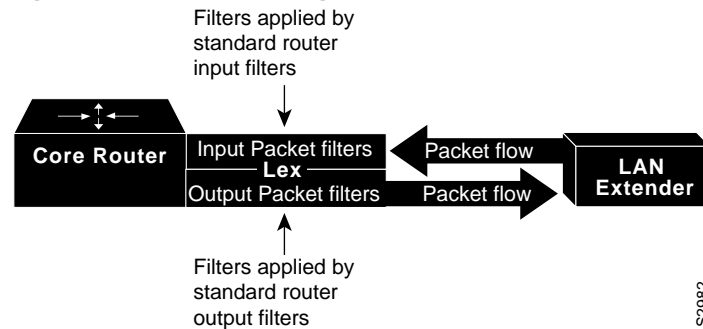 Filters applied by
standard router
input filters
Core Router
Input Packet filters
Lex
Output Packet filters
Packet flow
Packet flow
LAN
Extender
Filters applied by
standard router
output filters
S2982